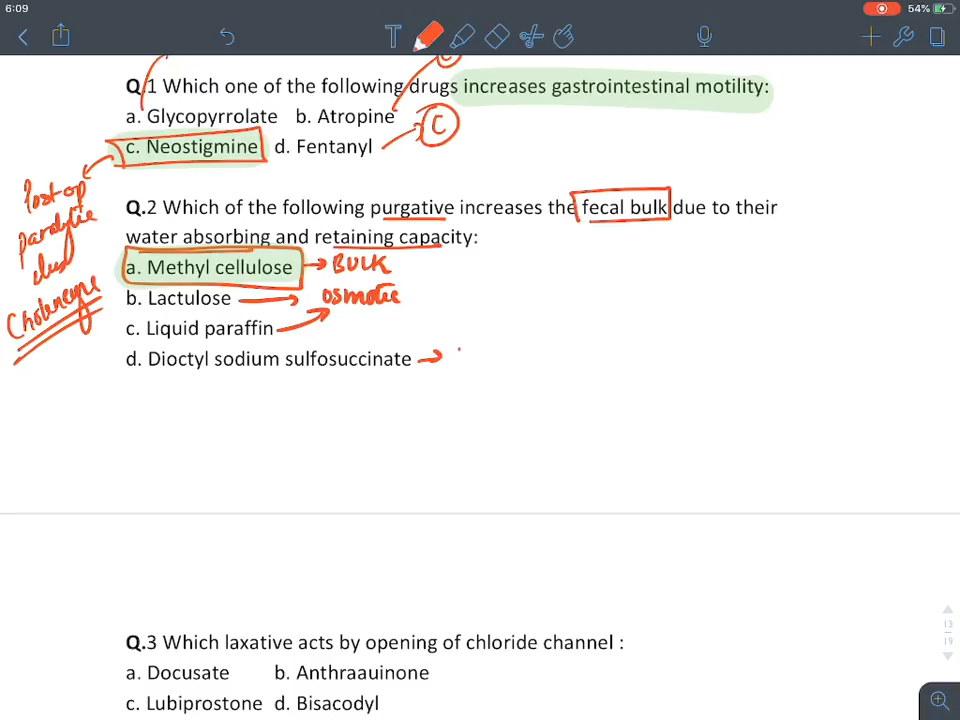 6:09
54%
T
Q.1 Which one of the following drugs increases gastrointestinal motility:
a. Glycopyrrolate b. Atropine
C
c. Neostigmine d. Fentanyl
Post op
paralytic
Q.2 Which of the following purgative increases the fecal bulk due to their
water absorbing and retaining capacity:
a. Methyl cellulose → BULK
b. Lactulose → osmotic
c. Liquid paraffin
d. Dioctyl sodium sulfosuccinate →
13
19
Q.3 Which laxative acts by opening of chloride channel :
a. Docusate b. Anthraauinone
c. Lubiprostone d. Bisacodyl